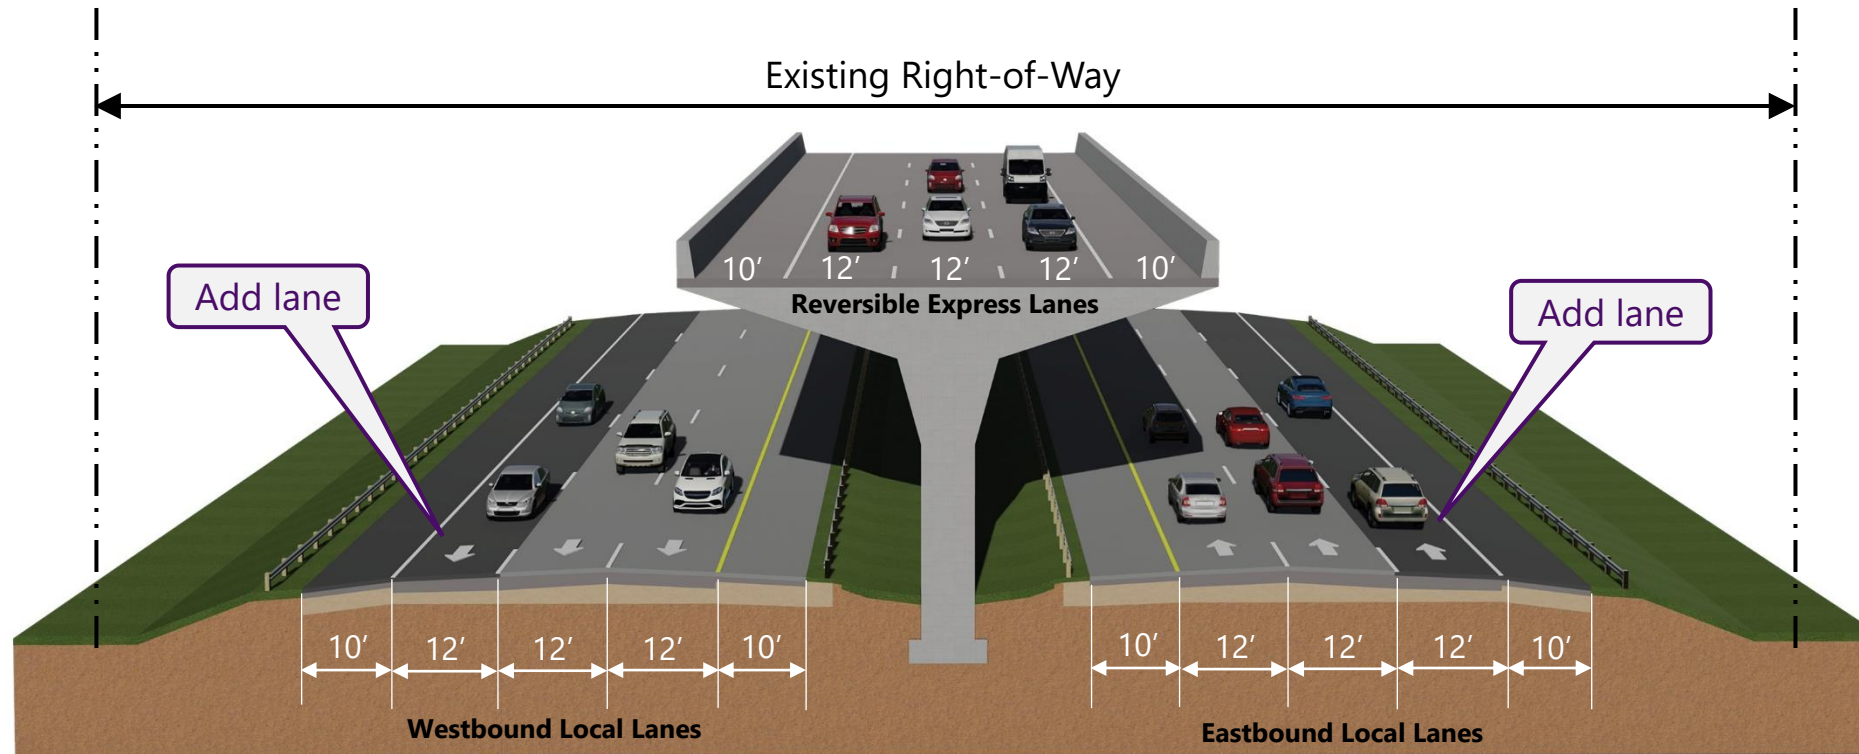 Existing Right-of-Way
10’ 12’ 12’ 12’ 10’
Reversible Express Lanes
Add lane
Add lane
10’ 12’ 12’ 12’ 10’
10’ 12’ 12’ 12’ 10’
Westbound Local Lanes
Eastbound Local Lanes